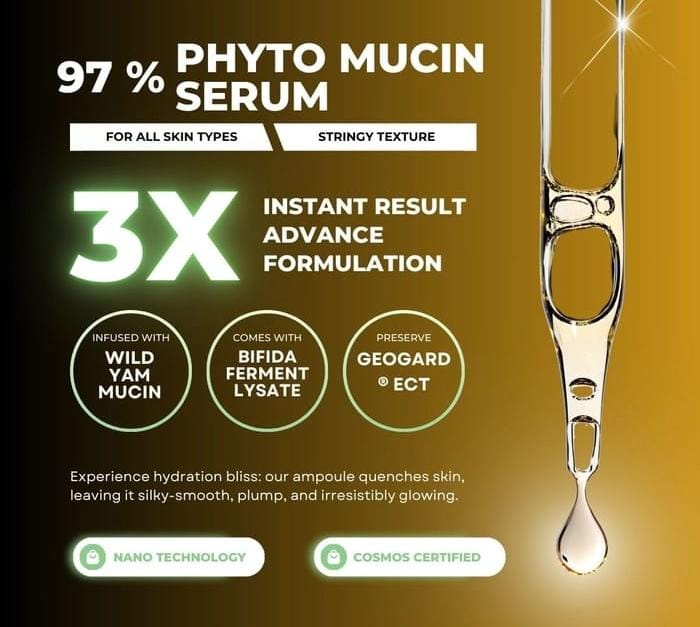 97 %
PHYTO MUCIN
SERUM
FOR ALL SKIN TYPES
STRINGY TEXTURE
3X
INSTANT RESULT
ADVANCE
FORMULATION
INFUSED WITH
WILD
YAM
MUCIN
COMES WITH
BIFIDA
FERMENT
LYSATE
PRESERVE
GEOGARD
® ECT
Experience hydration bliss: our ampoule quenches skin,
leaving it silky-smooth, plump, and irresistibly glowing.
NANO TECHNOLOGY
COSMOS CERTIFIED